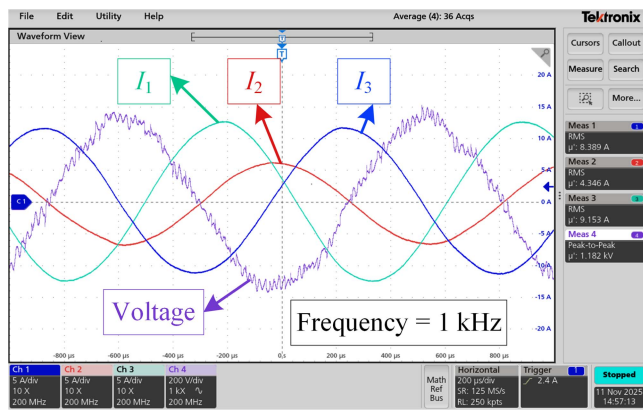 File Edit Utility Help Average (4): 36 Acqs Tektronix
Waveform View
Cursors Callout
Measure Search
More...
I1 I2 I3
20 A
15 A
10 A
5 A
0 A
-5 A
-10 A
-15 A
-20 A
C1
T
Voltage
Frequency = 1 kHz
-800 µs -600 µs -400 µs -200 µs 0 s 200 µs 400 µs 600 µs 800 µs
Meas 1 1
RMS
µ': 8.389 A
Meas 2 2
RMS
µ': 4.346 A
Meas 3 3
RMS
µ': 9.153 A
Meas 4 4
Peak-to-Peak
µ': 1.182 kV
Ch 1
5 A/div
10 X
200 MHz
Ch 2
5 A/div
10 X
200 MHz
Ch 3
5 A/div
10 X
200 MHz
Ch 4
200 V/div
1 kX
200 MHz
Math
Ref
Bus
Horizontal
200 µs/div
SR: 125 MS/s
RL: 250 kpts
Trigger 1
2.4 A
Stopped
11 Nov 2025
14:57:13